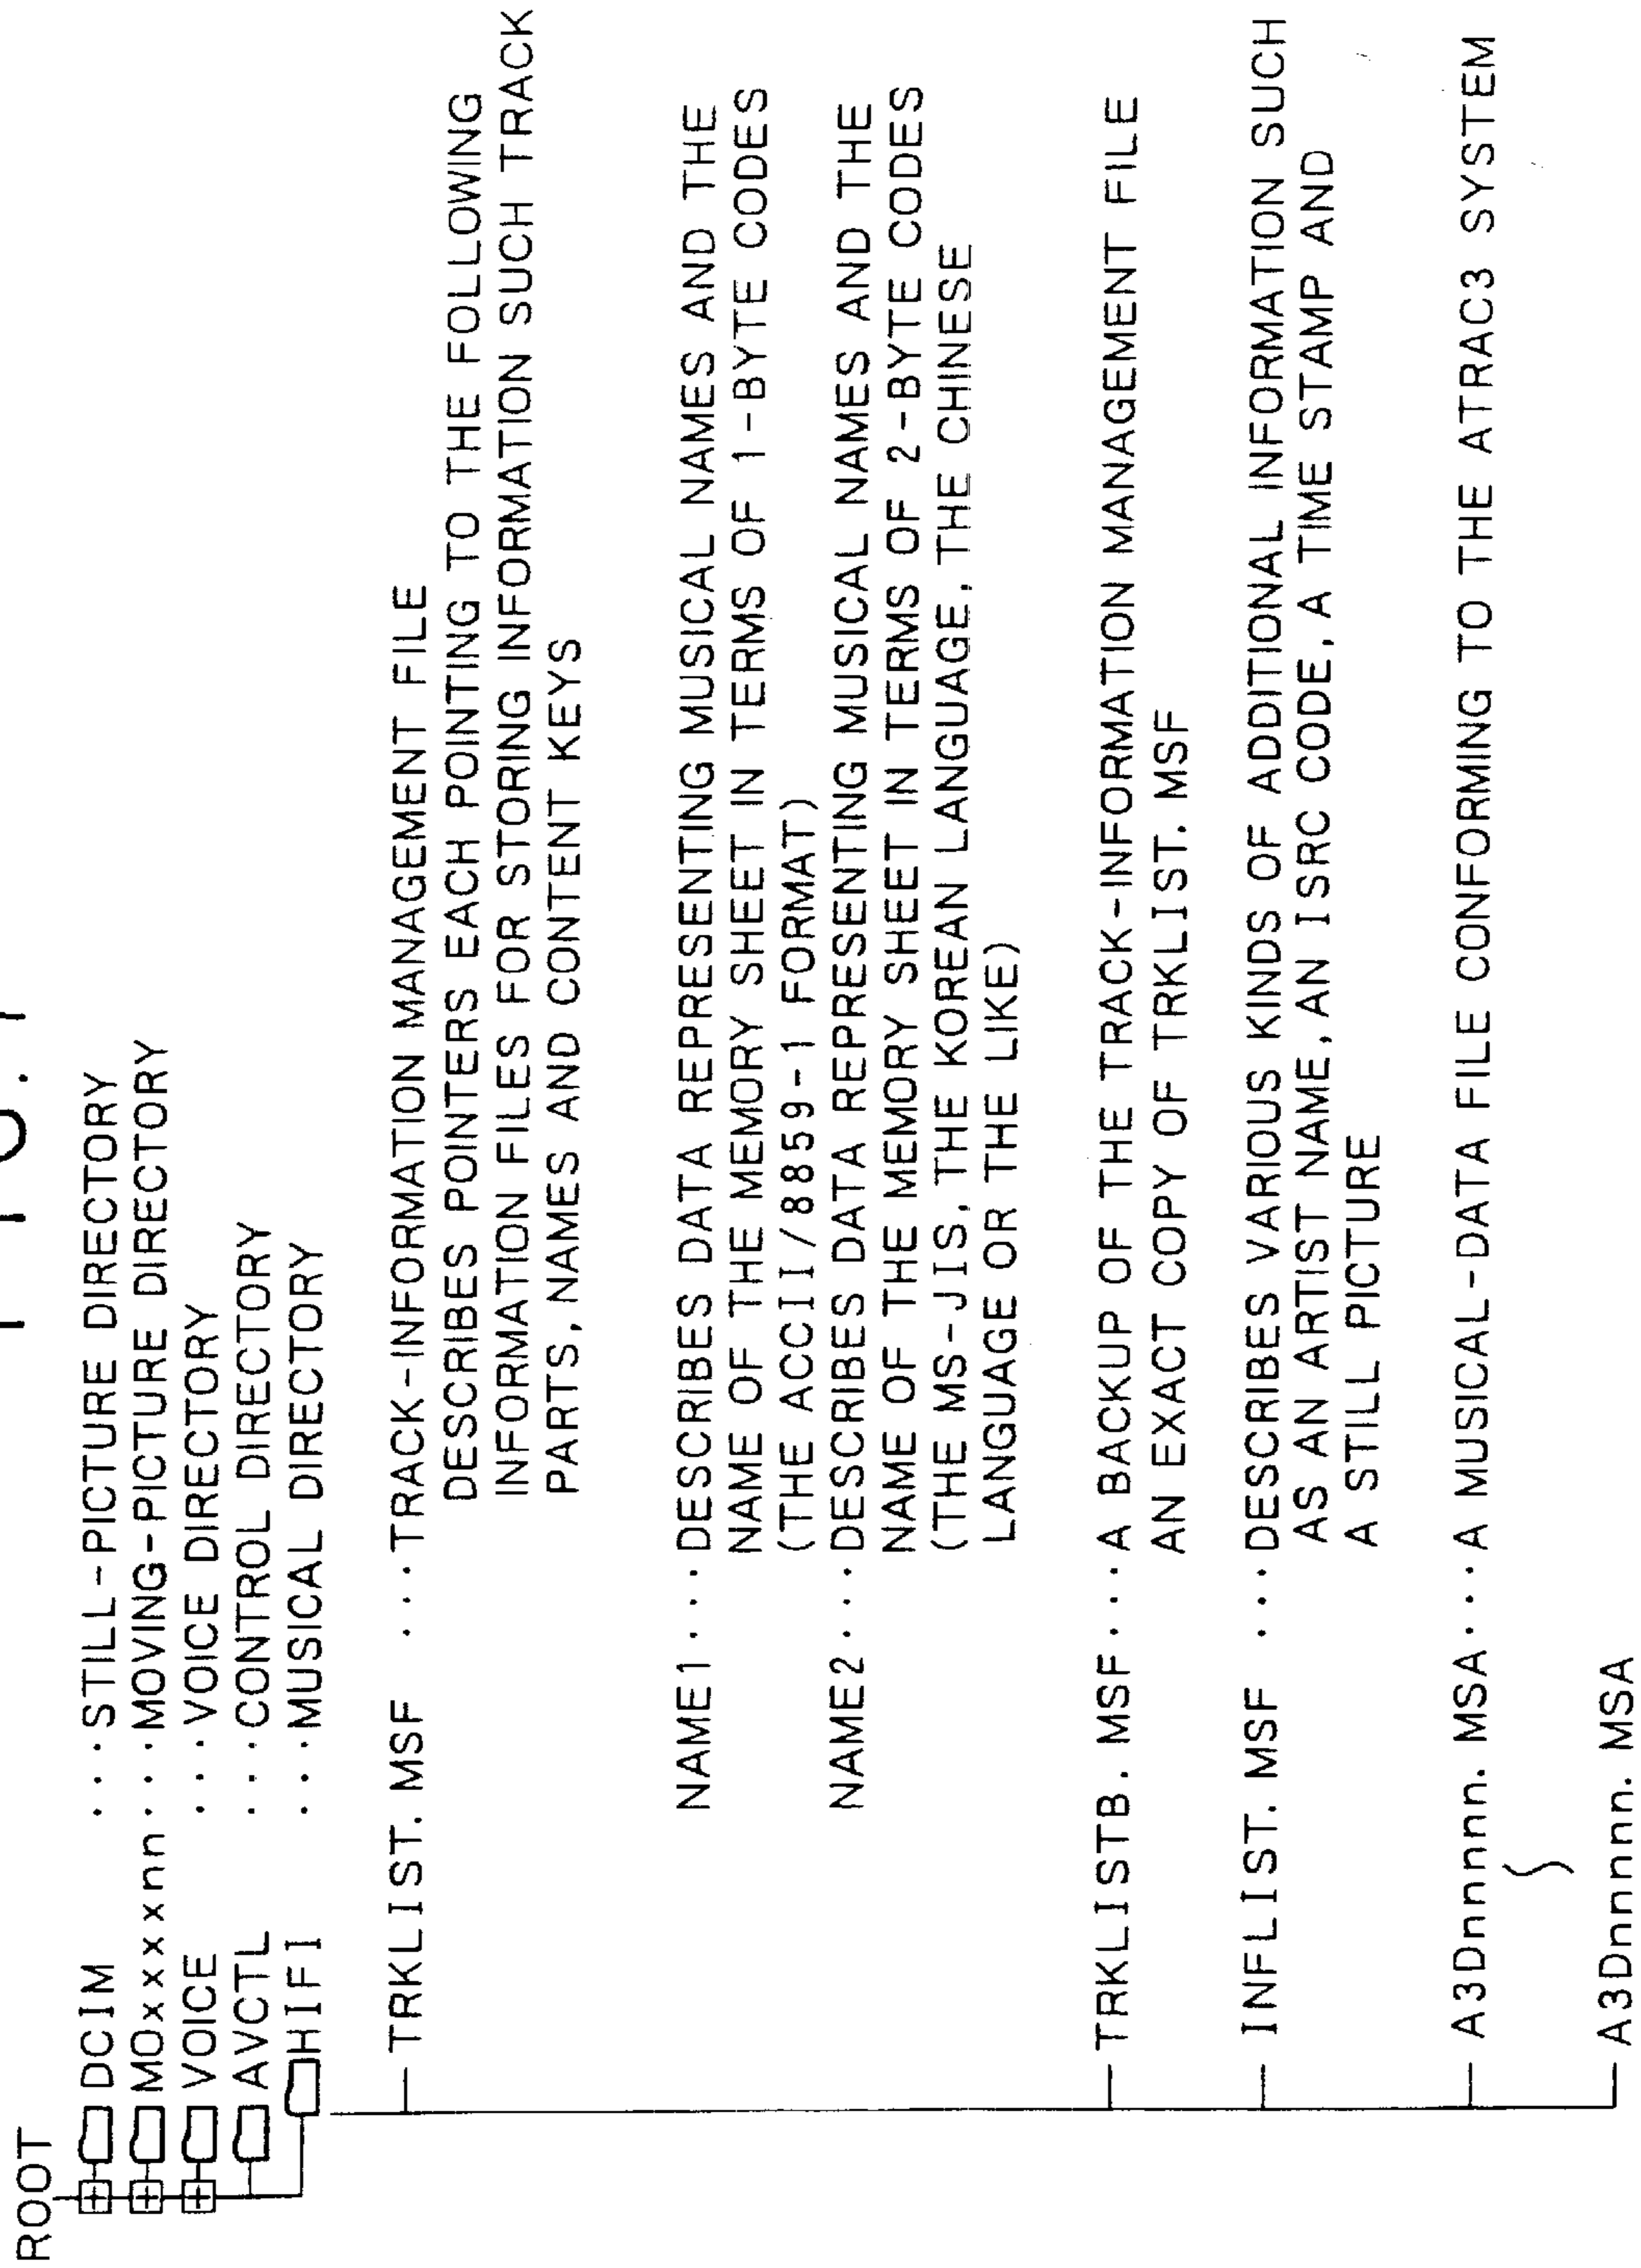 ROOT
DCIM ··· STILL-PICTURE DIRECTORY
MOxxxxnn ··· MOVING-PICTURE DIRECTORY
VOICE ··· VOICE DIRECTORY
AVCTL ··· CONTROL DIRECTORY
HIFI ··· MUSICAL DIRECTORY
TRKLIST. MSF ··· TRACK-INFORMATION MANAGEMENT FILE
DESCRIBES POINTERS EACH POINTING TO THE FOLLOWING
INFORMATION FILES FOR STORING INFORMATION SUCH TRACK
PARTS, NAMES AND CONTENT KEYS
NAME1 ··· DESCRIBES DATA REPRESENTING MUSICAL NAMES AND THE
NAME OF THE MEMORY SHEET IN TERMS OF 1-BYTE CODES
(THE ACCII/8859-1 FORMAT)
NAME2 ··· DESCRIBES DATA REPRESENTING MUSICAL NAMES AND THE
NAME OF THE MEMORY SHEET IN TERMS OF 2-BYTE CODES
(THE MS-JIS, THE KOREAN LANGUAGE, THE CHINESE
LANGUAGE OR THE LIKE)
TRKLISTB. MSF ··· A BACKUP OF THE TRACK-INFORMATION MANAGEMENT FILE
AN EXACT COPY OF TRKLIST. MSF
INFLIST. MSF ··· DESCRIBES VARIOUS KINDS OF ADDITIONAL INFORMATION SUCH
AS AN ARTIST NAME, AN ISRC CODE, A TIME STAMP AND
A STILL PICTURE
A3Dnnnnn. MSA ··· A MUSICAL-DATA FILE CONFORMING TO THE ATRAC3 SYSTEM
A3Dnnnnn. MSA